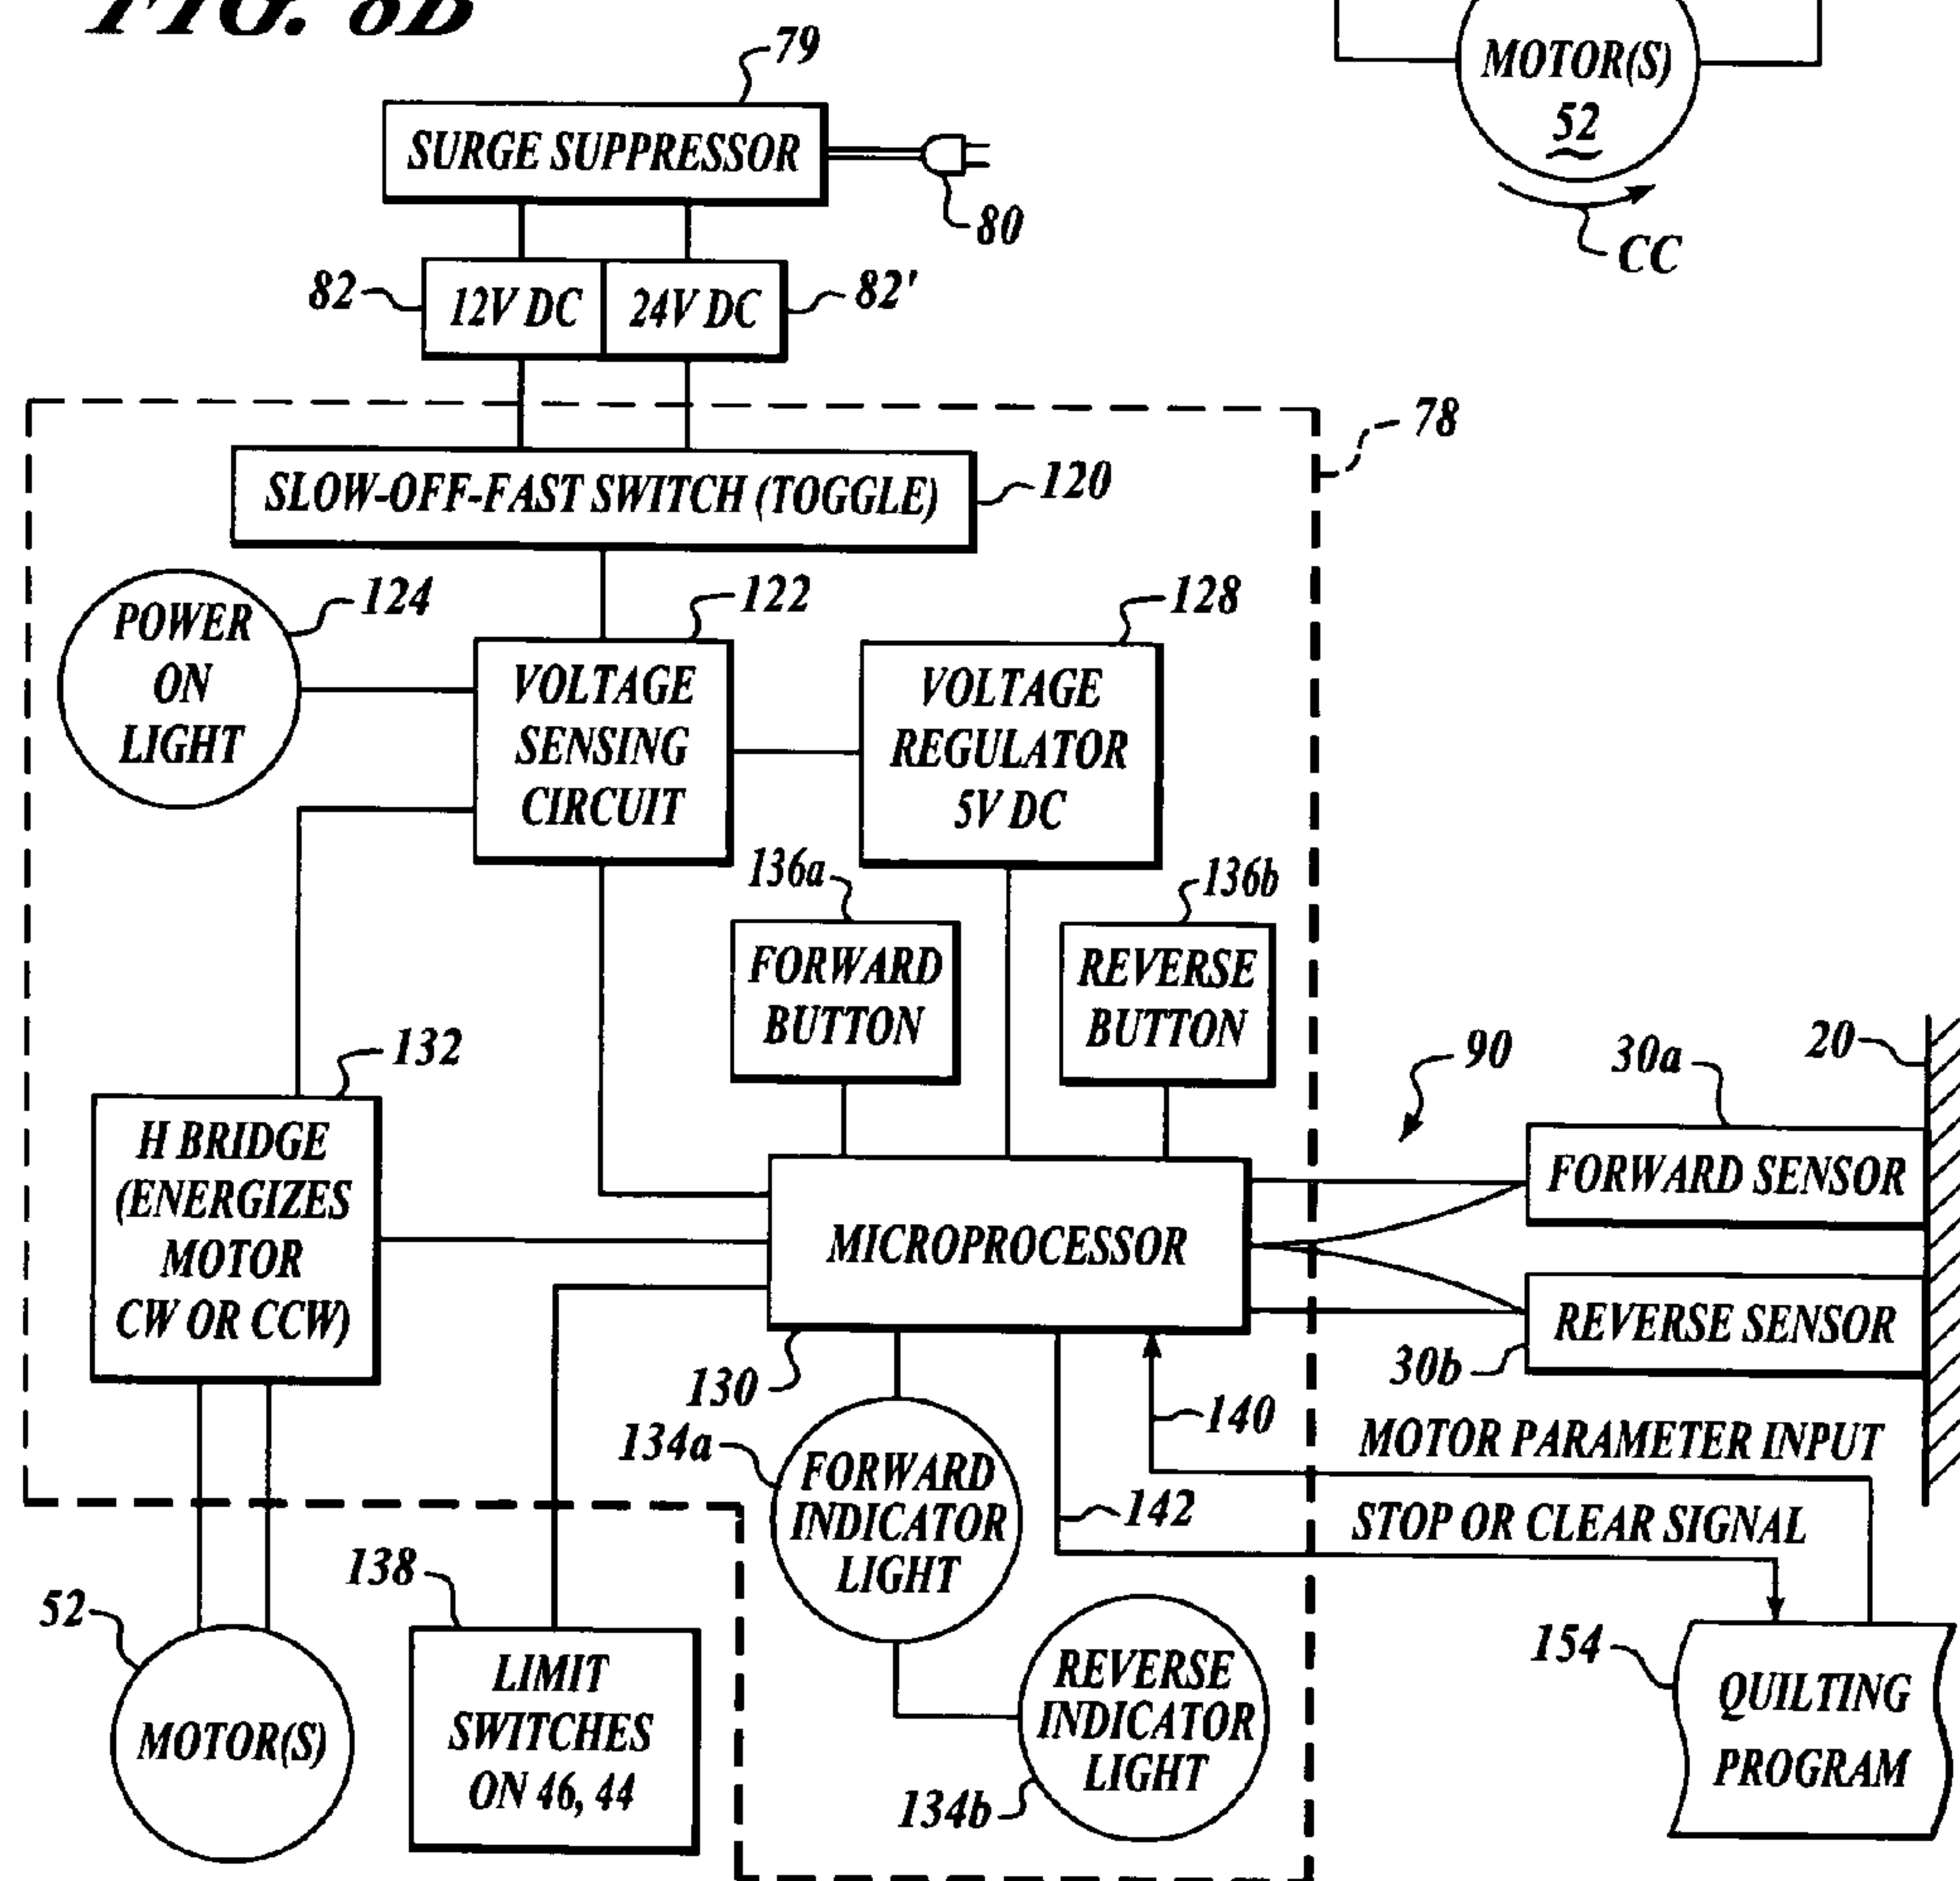 FIG. 8D
79
MOTOR(S)
52
SURGE SUPPRESSOR
80
CC
82
12V DC
24V DC
82'
78
SLOW-OFF-FAST SWITCH (TOGGLE)
120
124
122
128
POWER
ON
LIGHT
VOLTAGE
SENSING
CIRCUIT
VOLTAGE
REGULATOR
5V DC
136a
136b
FORWARD
BUTTON
REVERSE
BUTTON
132
90
30a
20
H BRIDGE
(ENERGIZES
MOTOR
CW OR CCW)
MICROPROCESSOR
FORWARD SENSOR
REVERSE SENSOR
30b
130
140
134a
MOTOR PARAMETER INPUT
FORWARD
INDICATOR
LIGHT
142
STOP OR CLEAR SIGNAL
138
52
154
MOTOR(S)
LIMIT
SWITCHES
ON 46, 44
REVERSE
INDICATOR
LIGHT
134b
QUILTING
PROGRAM